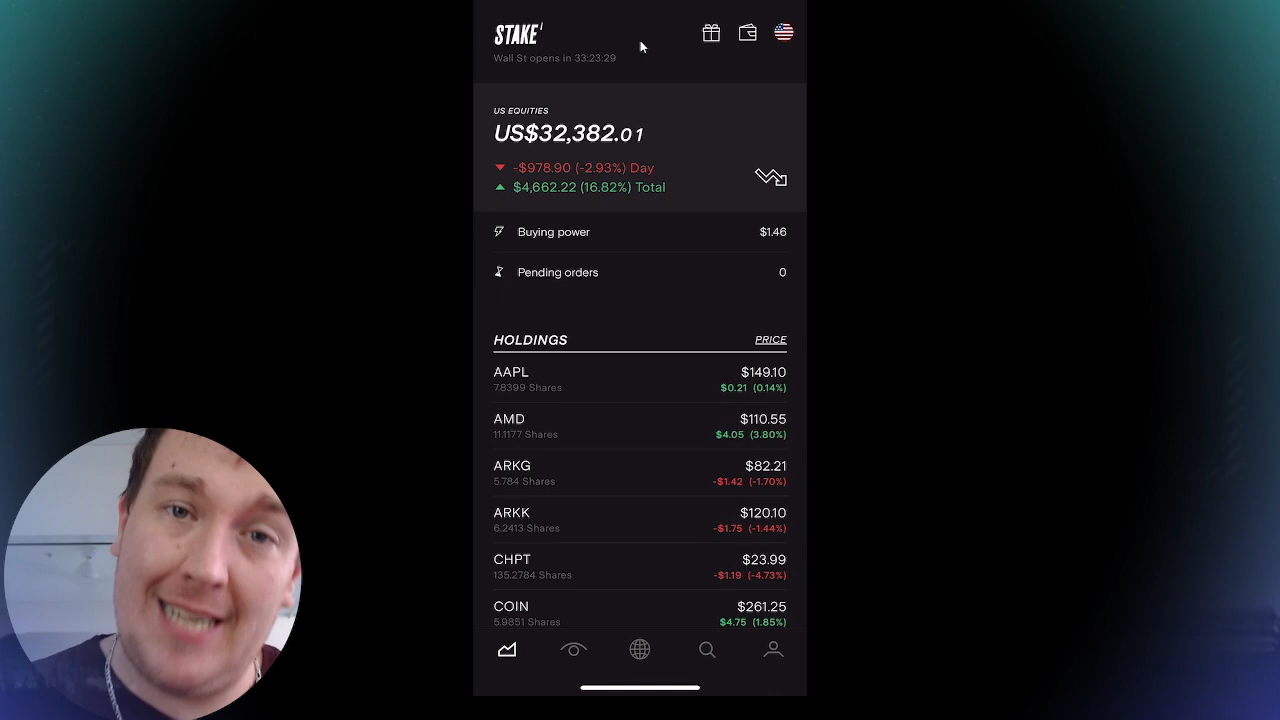 STAKE
Wall St opens in 33:23:29
US EQUITIES
US$32,382.01
-$978.90 (-2.93%) Day
$4,662.22 (16.82%) Total
Buying power $1.46
Pending orders 0
HOLDINGS PRICE
AAPL $149.10
7.8399 Shares $0.21 (0.14%)
AMD $110.55
11.1177 Shares $4.05 (3.80%)
ARKG $82.21
5.784 Shares -$1.42 (-1.70%)
ARKK $120.10
6.2413 Shares -$1.75 (-1.44%)
CHPT $23.99
135.2784 Shares -$1.19 (-4.73%)
COIN $261.25
5.9851 Shares $4.75 (1.85%)